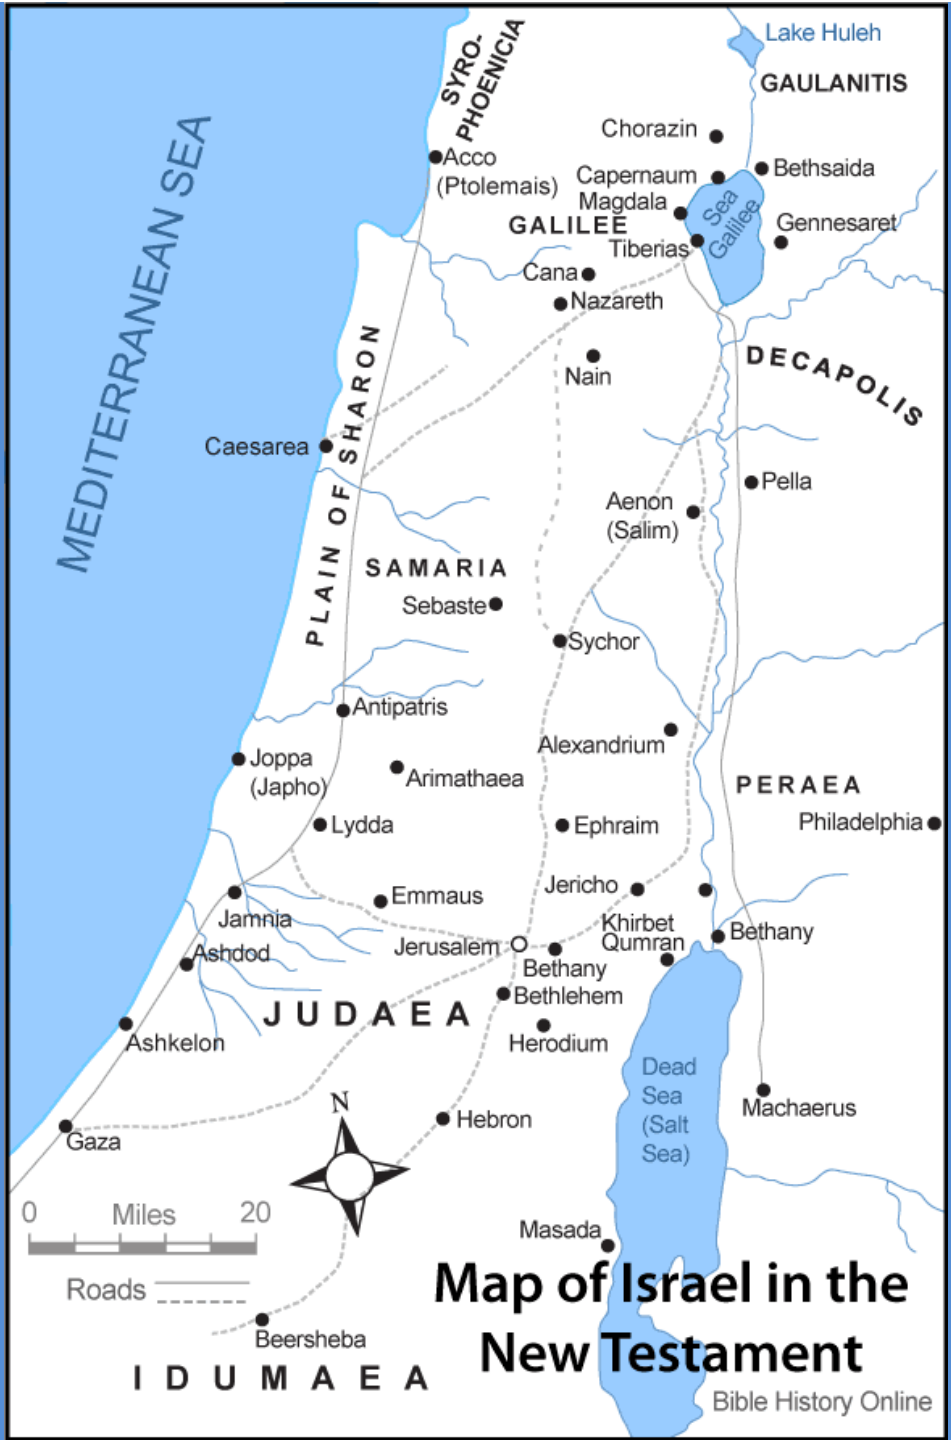 Lake Huleh
SYRO-
PHOENICIA
GAULANITIS
MEDITERRANEAN SEA
Chorazin
Acco
(Ptolemais)
Bethsaida
Capernaum
Magdala
Sea
Galilee
GALILEE
Gennesaret
Tiberias
Cana
Nazareth
Nain
DECAPOLIS
PLAIN OF SHARON
Caesarea
Pella
Aenon
(Salim)
SAMARIA
Sebaste
Sychor
Antipatris
Alexandrium
Joppa
(Japho)
Arimathaea
PERAEA
Lydda
Ephraim
Philadelphia
Jericho
Emmaus
Jamnia
Khirbet
Qumran
Bethany
Jerusalem
Ashdod
Bethany
Bethlehem
JUDAEA
Ashkelon
Herodium
Dead
Sea
(Salt
Sea)
N
Machaerus
Hebron
Gaza
0 Miles 20
Masada
Roads
Map of Israel in the
New Testament
Beersheba
IDUMAEA
Bible History Online